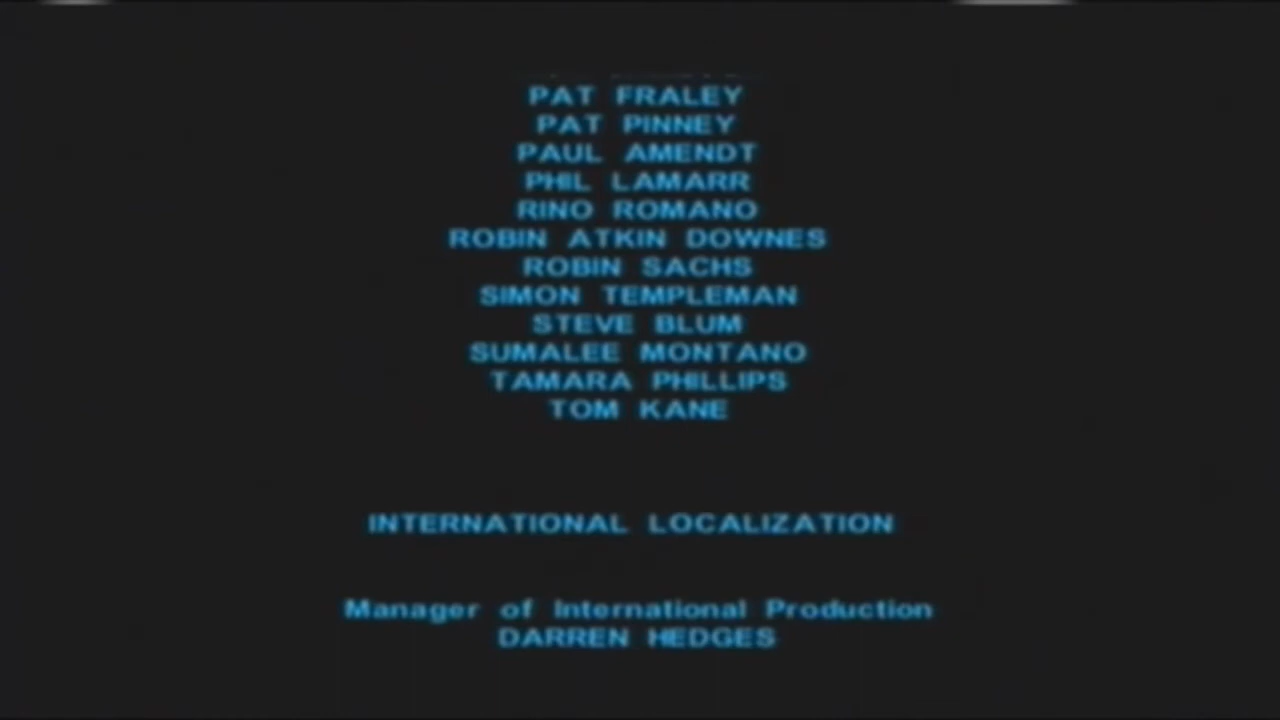 PAT FRALEY
PAT PINNEY
PAUL AMENDT
PHIL LAMARR
RINO ROMANO
ROBIN ATKIN DOWNES
ROBIN SACHS
SIMON TEMPLEMAN
STEVE BLUM
SUMALEE MONTANO
TAMARA PHILLIPS
TOM KANE
INTERNATIONAL LOCALIZATION
Manager of International Production
DARREN HEDGES